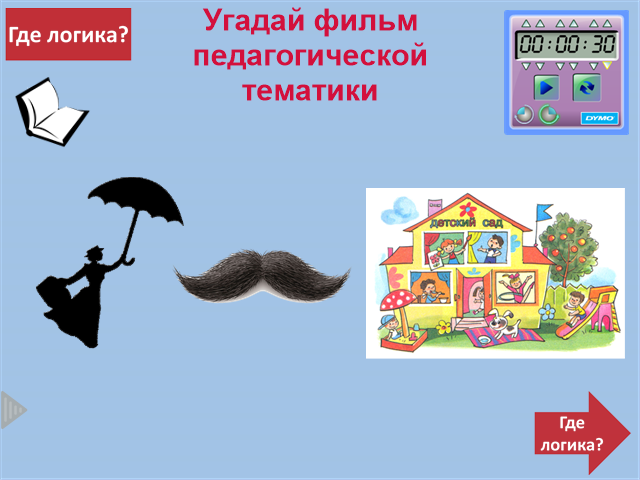 Где логика?
Угадай фильм
педагогической
тематики
00:00:30
DYMO
детский сад
Где
логика?